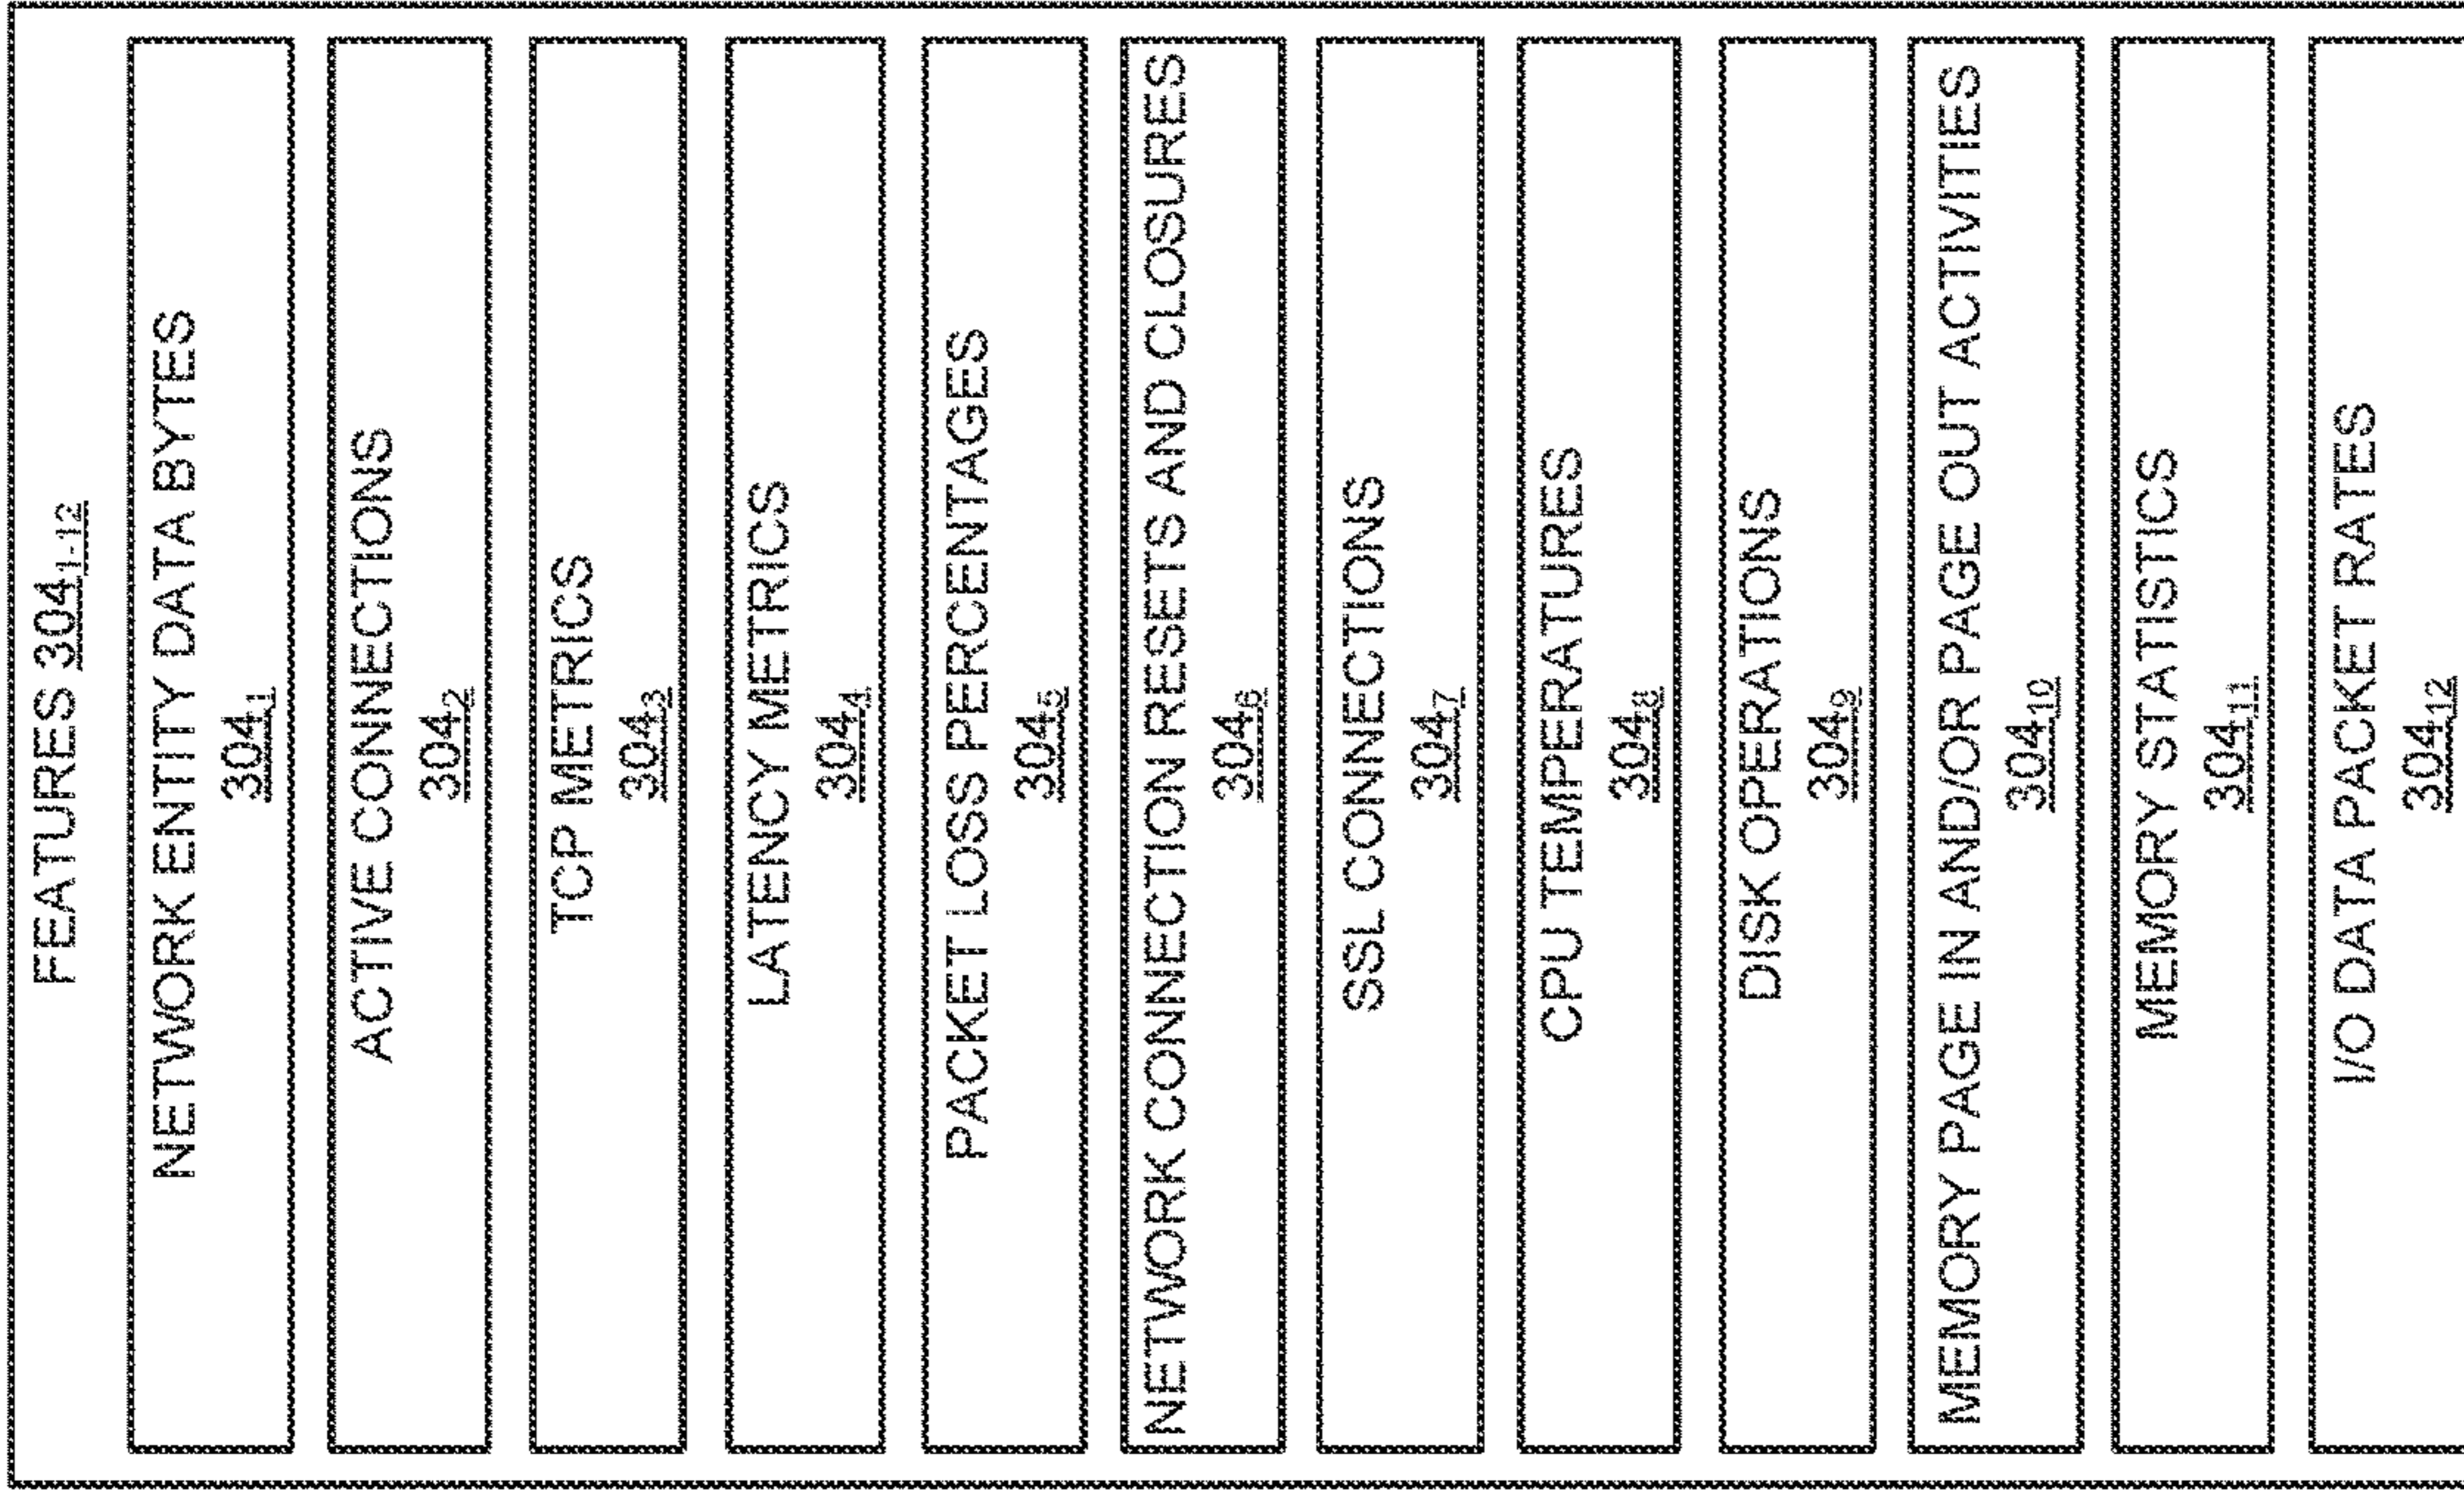 FEATURES 304₁₋₁₂
NETWORK ENTITY DATA BYTES
304₁
ACTIVE CONNECTIONS
304₂
TCP METRICS
304₃
LATENCY METRICS
304₄
PACKET LOSS PERCENTAGES
304₅
NETWORK CONNECTION RESETS AND CLOSURES
304₆
SSL CONNECTIONS
304₇
CPU TEMPERATURES
304₈
DISK OPERATIONS
304₉
MEMORY PAGE IN AND/OR PAGE OUT ACTIVITIES
304₁₀
MEMORY STATISTICS
304₁₁
I/O DATA PACKET RATES
304₁₂